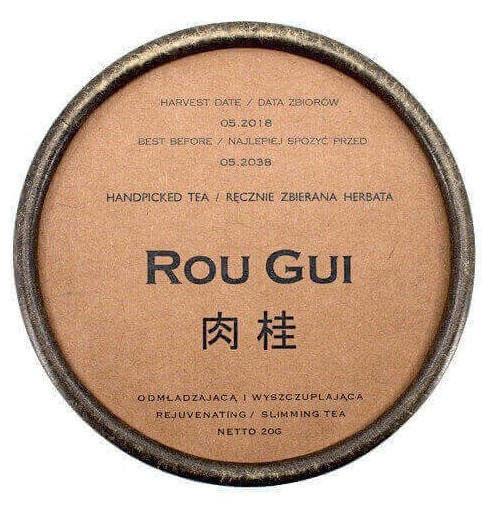 HARVEST DATE / DATA ZBIORÓW
05.2018
BEST BEFORE / NAJLEPIEJ SPOŻYĆ PRZED
05.2038
HANDPICKED TEA / RĘCZNIE ZBIERANA HERBATA
ROU GUI
肉桂
ODMŁADZAJĄCĄ I WYSZCZUPLAJĄCA
REJUVENATING / SLIMMING TEA
NETTO 20G